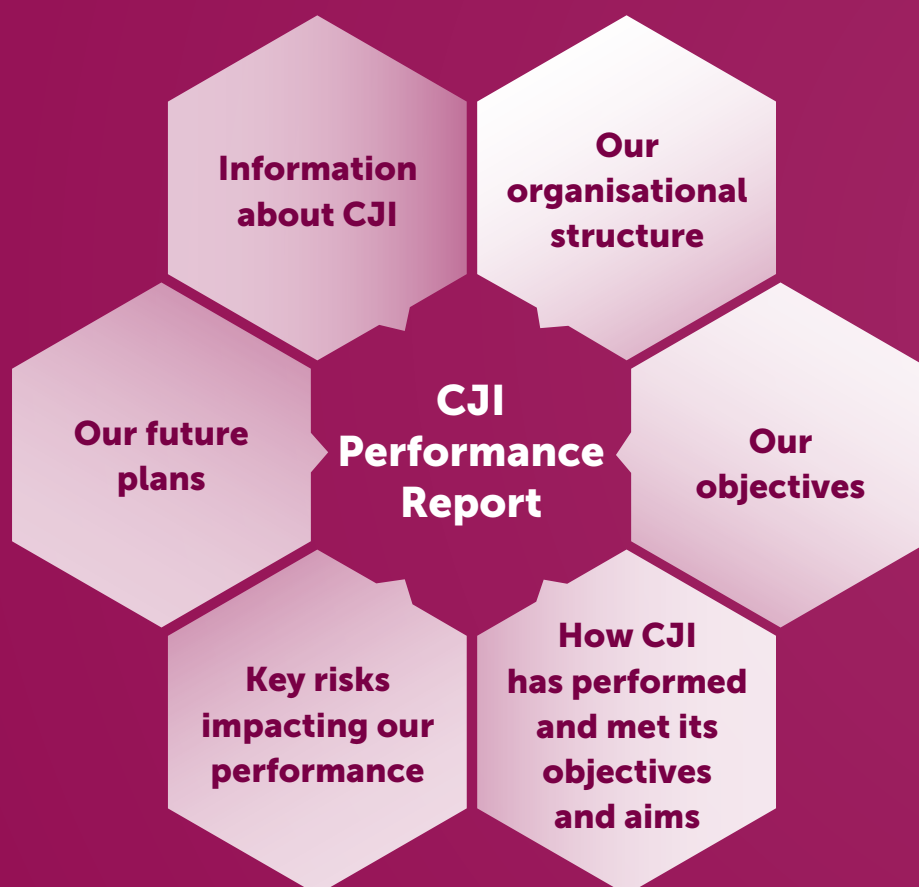 Information
about CJI
Our
organisational
structure
Our future
plans
CJI
Performance
Report
Our
objectives
Key risks
impacting our
performance
How CJI
has performed
and met its
objectives
and aims